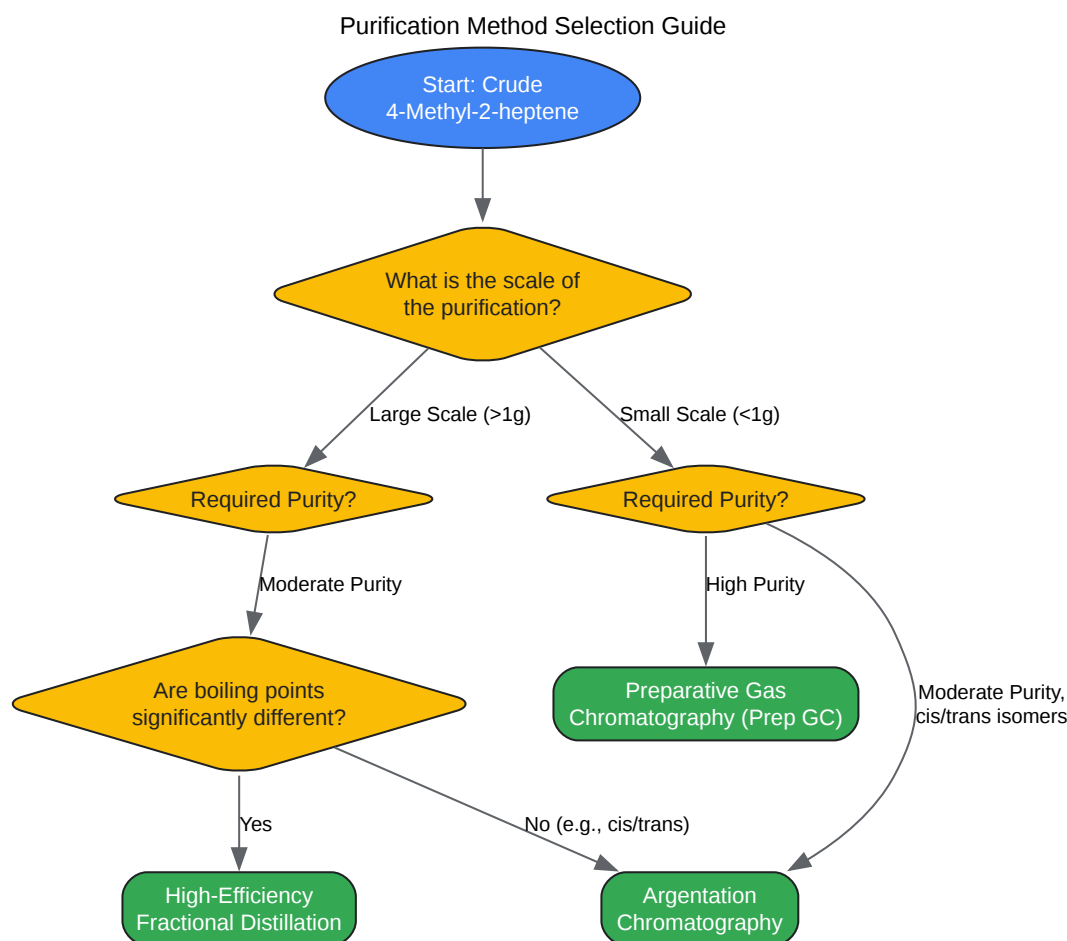 Purification Method Selection Guide
Start: Crude
4-Methyl-2-heptene
What is the scale of
the purification?
Large Scale (>1g)
Small Scale (<1g)
Required Purity?
Required Purity?
Moderate Purity
High Purity
Are boiling points
significantly different?
Preparative Gas
Chromatography (Prep GC)
Moderate Purity,
cis/trans isomers
Yes
No (e.g., cis/trans)
High-Efficiency
Fractional Distillation
Argentation
Chromatography